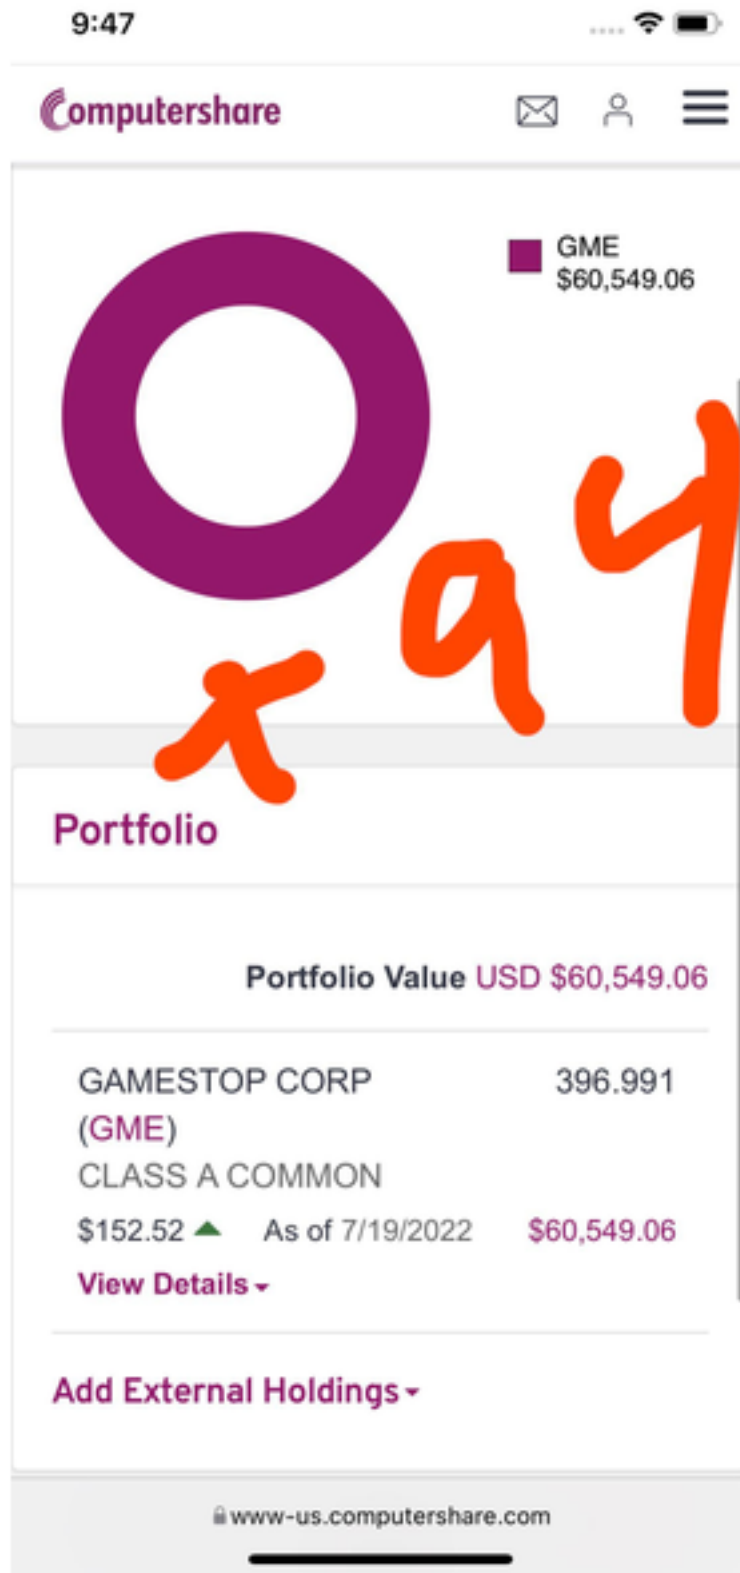 9:47
Computershare
GME
$60,549.06
x a y
Portfolio
Portfolio Value USD $60,549.06
GAMESTOP CORP 396.991
(GME)
CLASS A COMMON
$152.52 As of 7/19/2022 $60,549.06
View Details
Add External Holdings
www-us.computershare.com